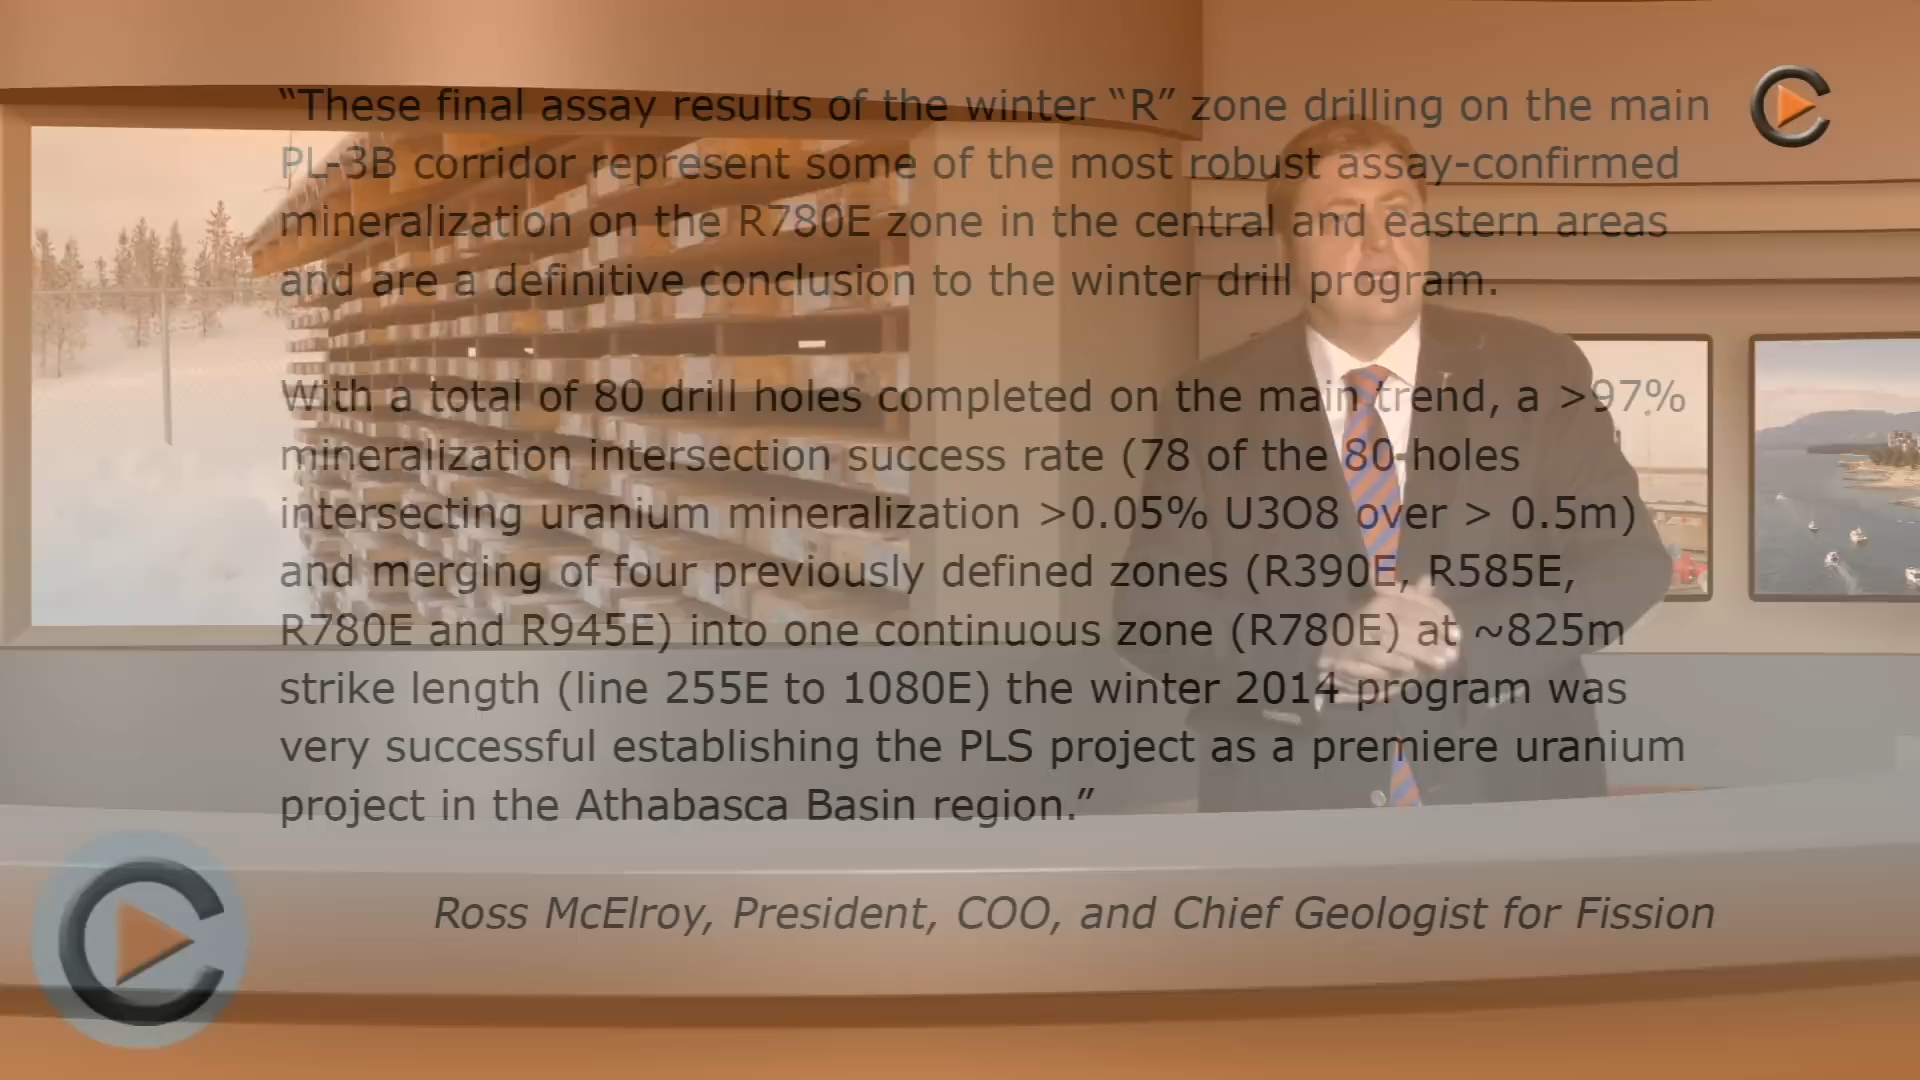 “These final assay results of the winter “R” zone drilling on the main
PL-3B corridor represent some of the most robust assay-confirmed
mineralization on the R780E zone in the central and eastern areas
and are a definitive conclusion to the winter drill program.
With a total of 80 drill holes completed on the main trend, a >97%
mineralization intersection success rate (78 of the 80 holes
intersecting uranium mineralization >0.05% U3O8 over > 0.5m)
and merging of four previously defined zones (R390E, R585E,
R780E and R945E) into one continuous zone (R780E) at ~825m
strike length (line 255E to 1080E) the winter 2014 program was
very successful establishing the PLS project as a premiere uranium
project in the Athabasca Basin region.”
Ross McElroy, President, COO, and Chief Geologist for Fission